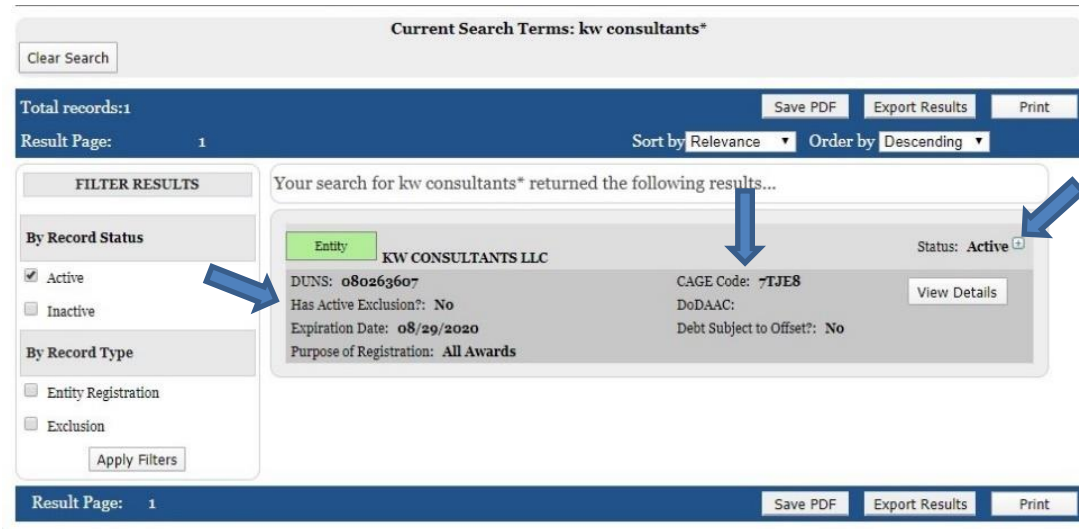 Current Search Terms: kw consultants*
Clear Search
Total records:1 Save PDF Export Results Print
Result Page: 1 Sort by Relevance Order by Descending
FILTER RESULTS
By Record Status
Active
Inactive
By Record Type
Entity Registration
Exclusion
Apply Filters
Your search for kw consultants* returned the following results...
Entity KW CONSULTANTS LLC Status: Active
DUNS: 080263607 CAGE Code: 7TJE8 View Details
Has Active Exclusion?: No DoDAAC:
Expiration Date: 08/29/2020 Debt Subject to Offset?: No
Purpose of Registration: All Awards
Result Page: 1 Save PDF Export Results Print